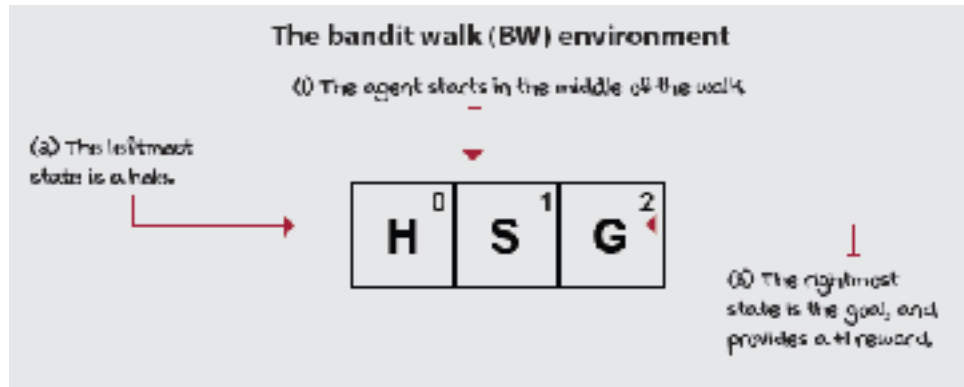 The bandit walk (BW) environment
(1) The agent starts in the middle of the walk.
(2) The leftmost
state is a hole.
0 1 2
H S G
(3) The rightmost
state is the goal, and
provides a +1 reward.